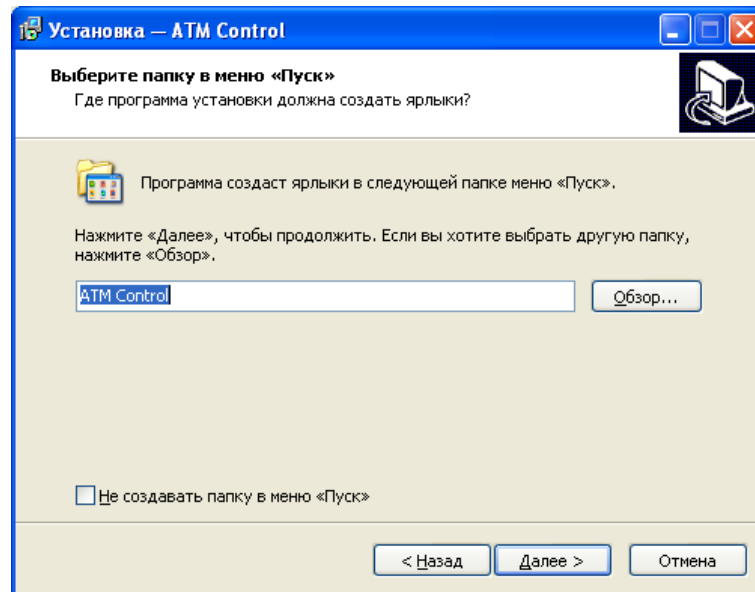 Установка — ATM Control
Выберите папку в меню «Пуск»
Где программа установки должна создать ярлыки?
Программа создаст ярлыки в следующей папке меню «Пуск».
Нажмите «Далее», чтобы продолжить. Если вы хотите выбрать другую папку,
нажмите «Обзор».
ATM Control
Обзор...
Не создавать папку в меню «Пуск»
< Назад
Далее >
Отмена